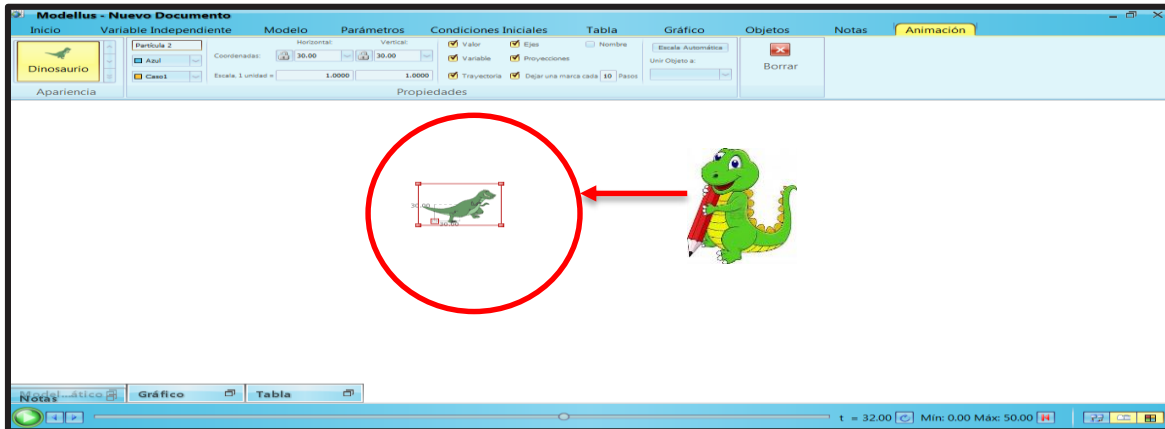 Modellus - Nuevo Documento
Inicio Variable Independiente Modelo Parámetros Condiciones Iniciales Tabla Gráfico Objetos Notas Animación
Dinosaurio
Apariencia
Partícula 2
Azul
Caso1
Horizontal: Vertical:
Coordenadas: 30.00 30.00
Escala, 1 unidad = 1.0000 1.0000
Valor Ejes Nombre
Variable Proyecciones
Trayectoria Dejar una marca cada 10 Pasos
Escala Automática
Unir Objeto a:
Propiedades
Borrar
30.00
30.00
Notas
Gráfico Tabla
t = 32.00 Mín: 0.00 Máx: 50.00